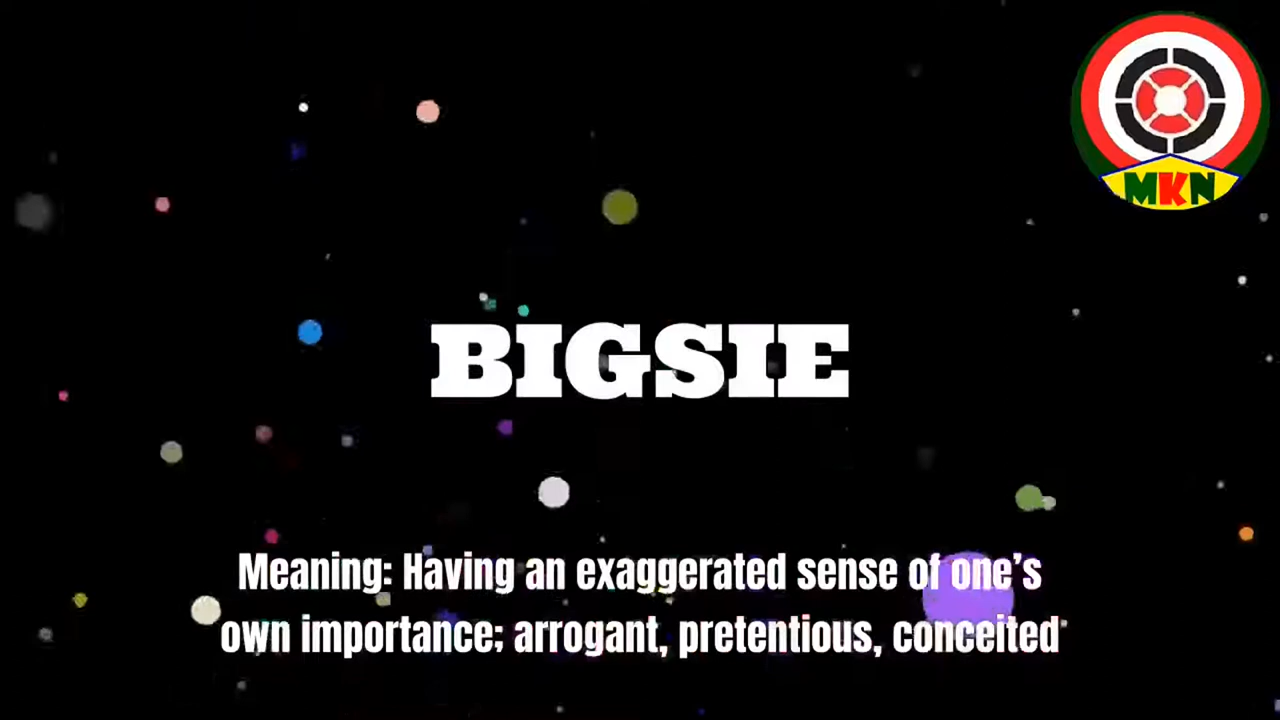 MKN
BIGSIE
Meaning: Having an exaggerated sense of one’s
own importance; arrogant, pretentious, conceited